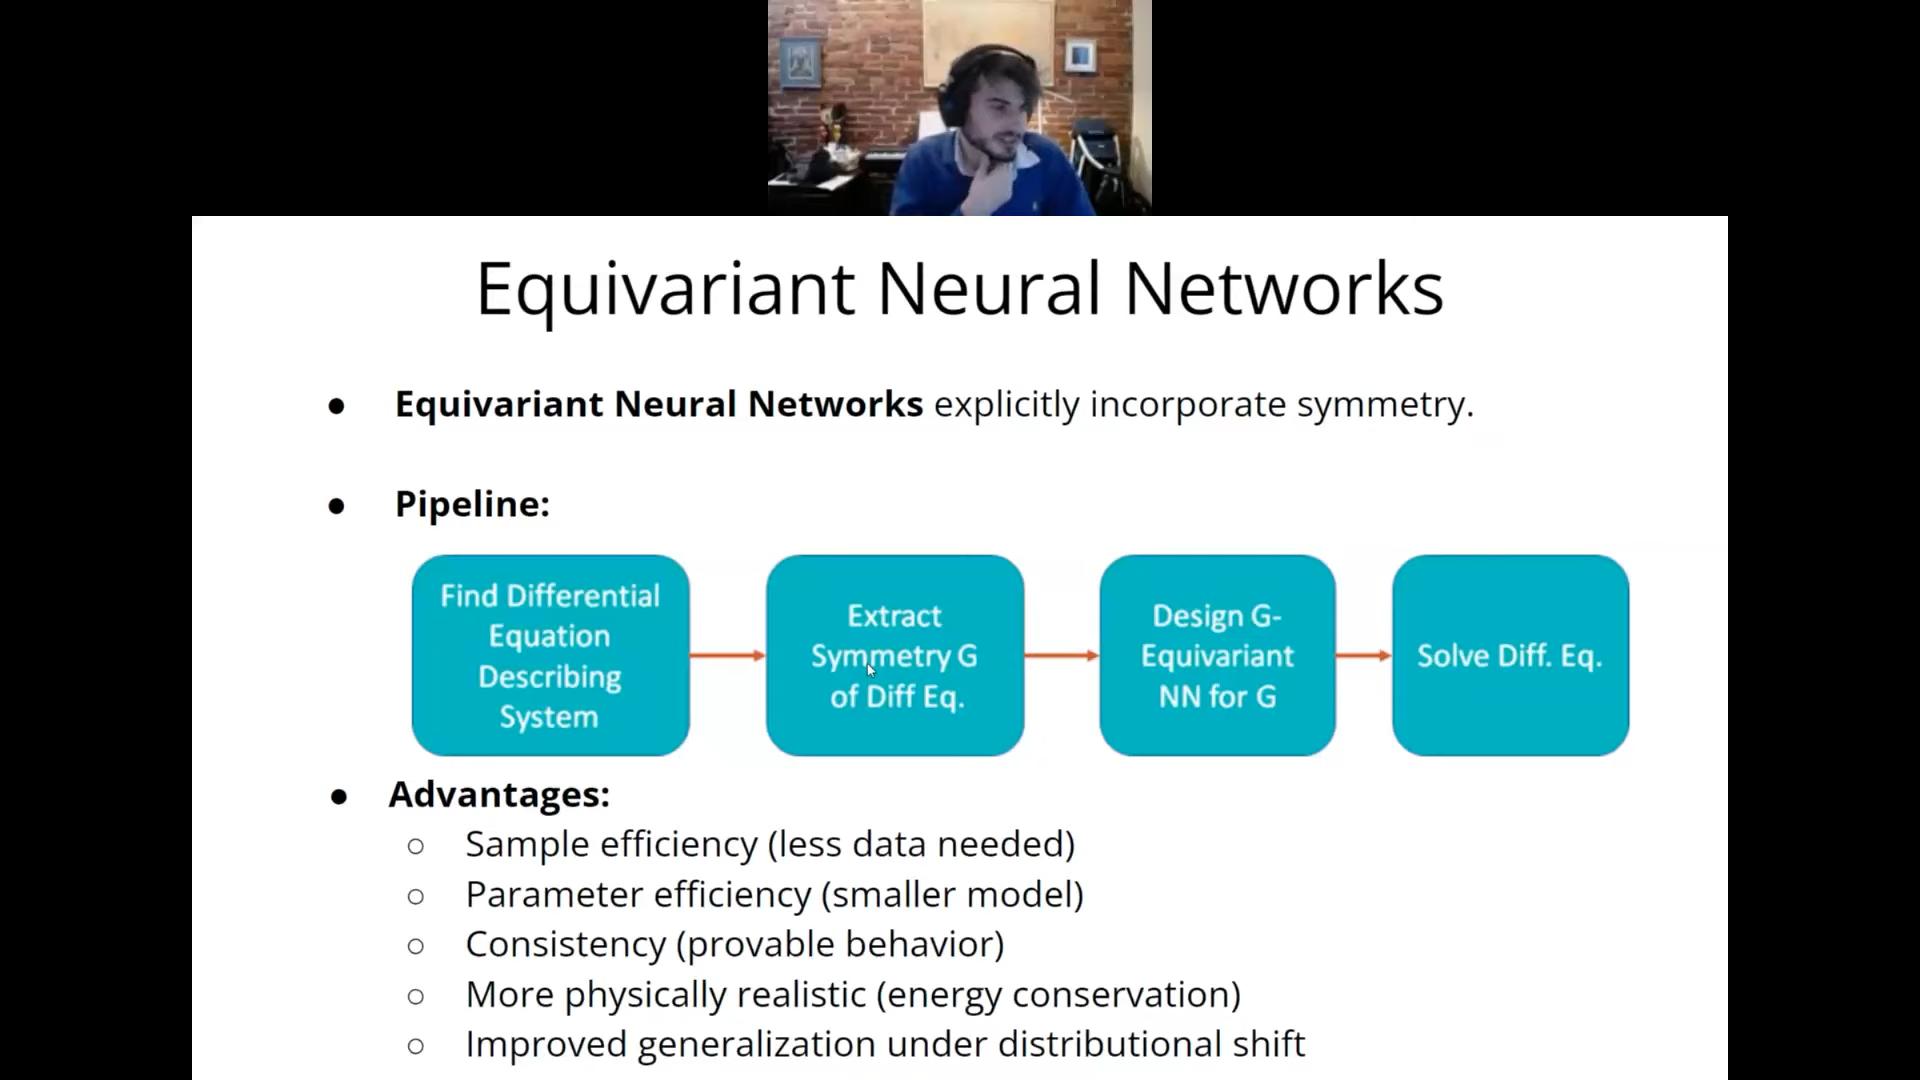 Equivariant Neural Networks
● Equivariant Neural Networks explicitly incorporate symmetry.
● Pipeline:
Find Differential
Equation
Describing
System
Extract
Symmetry G
of Diff Eq.
Design G-
Equivariant
NN for G
Solve Diff. Eq.
● Advantages:
○ Sample efficiency (less data needed)
○ Parameter efficiency (smaller model)
○ Consistency (provable behavior)
○ More physically realistic (energy conservation)
○ Improved generalization under distributional shift